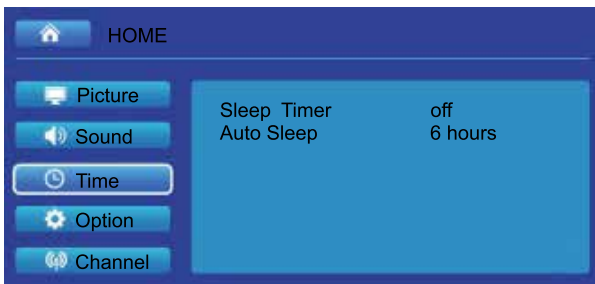 HOME
Picture
Sound
Time
Option
Channel
Sleep Timer off
Auto Sleep 6 hours